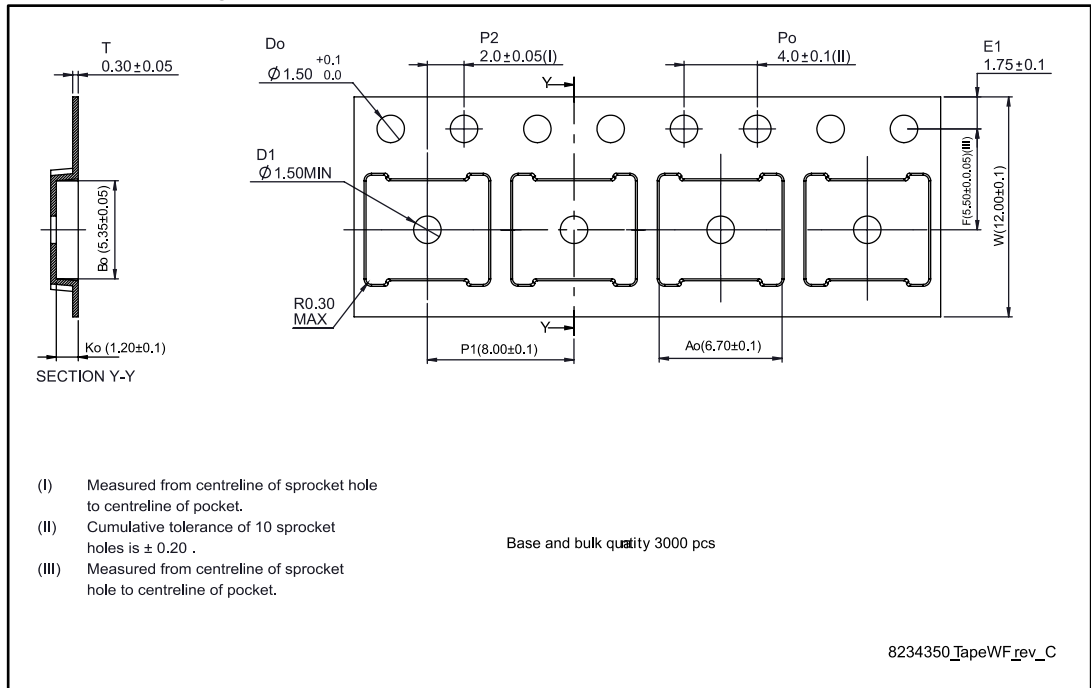 T
0.30±0.05
Do
+0.1
Ø1.50 0.0
P2
2.0±0.05(I)
Po
4.0±0.1(II)
E1
1.75±0.1
Y
D1
Ø1.50MIN
Bo (5.35±0.05)
F(5.50±0.0.05)(III)
W(12.00±0.1)
R0.30
MAX
Y
Ko (1.20±0.1)
P1(8.00±0.1)
Ao(6.70±0.1)
SECTION Y-Y
(I) Measured from centreline of sprocket hole
to centreline of pocket.
(II) Cumulative tolerance of 10 sprocket
holes is ± 0.20 .
(III) Measured from centreline of sprocket
hole to centreline of pocket.
Base and bulk quatity 3000 pcs
8234350_TapeWF_rev_C